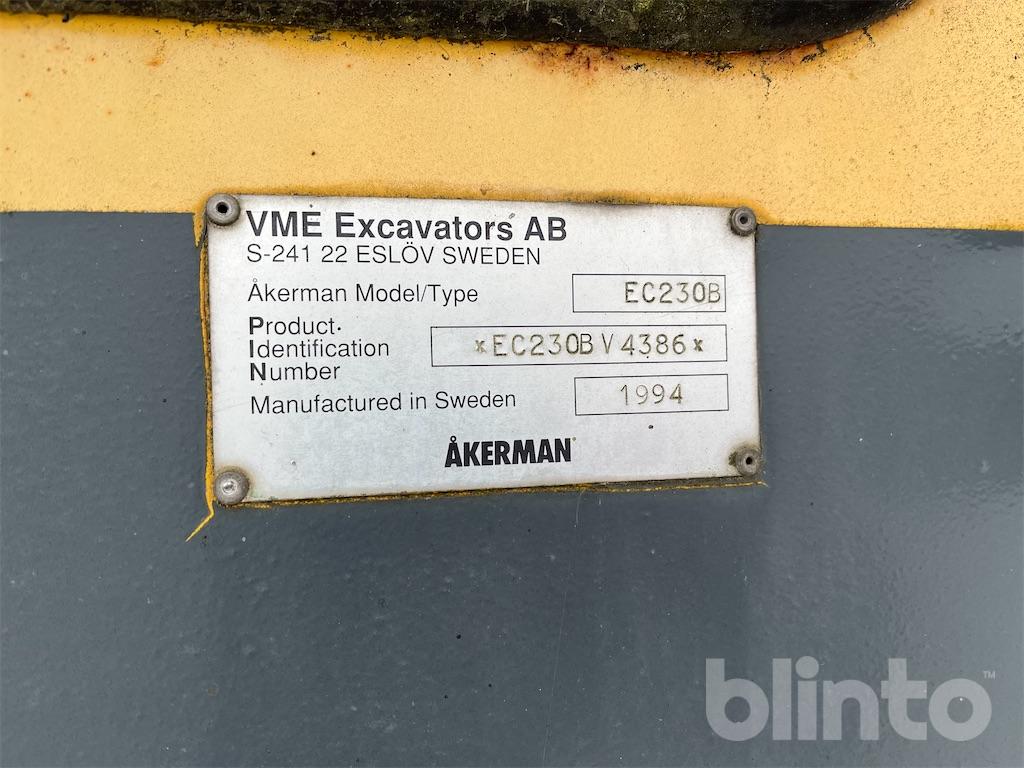 VME Excavators AB
S-241 22 ESLÖV SWEDEN
Åkerman Model/Type EC230B
Product
Identification *EC230BV4386*
Number
Manufactured in Sweden 1994
ÅKERMAN
blinto™